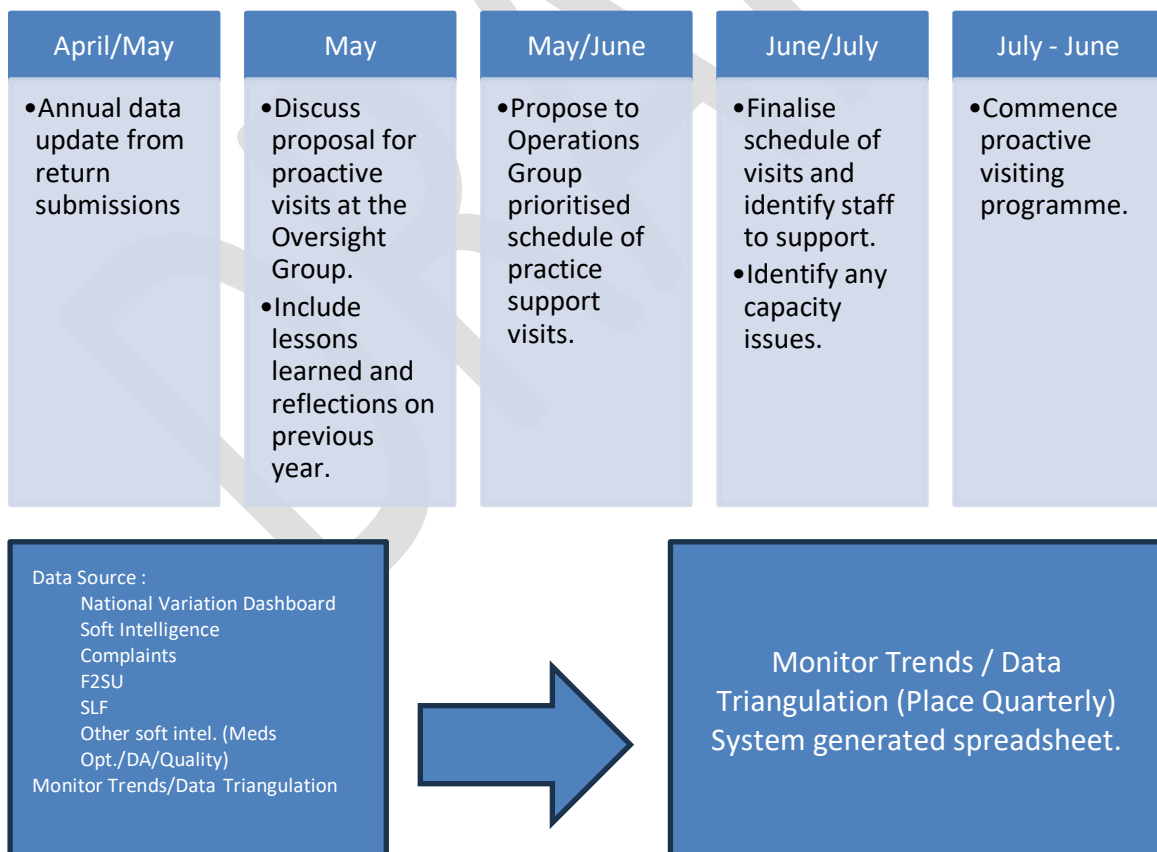 April/May
•Annual data
update from
return
submissions
May
•Discuss
proposal for
proactive
visits at the
Oversight
Group.
•Include
lessons
learned and
reflections on
previous
year.
May/June
•Propose to
Operations
Group
prioritised
schedule of
practice
support
visits.
June/July
•Finalise
schedule of
visits and
identify staff
to support.
•Identify any
capacity
issues.
July - June
•Commence
proactive
visiting
programme.
Data Source :
National Variation Dashboard
Soft Intelligence
Complaints
F2SU
SLF
Other soft intel. (Meds
Opt./DA/Quality)
Monitor Trends/Data Triangulation
Monitor Trends / Data
Triangulation (Place Quarterly)
System generated spreadsheet.